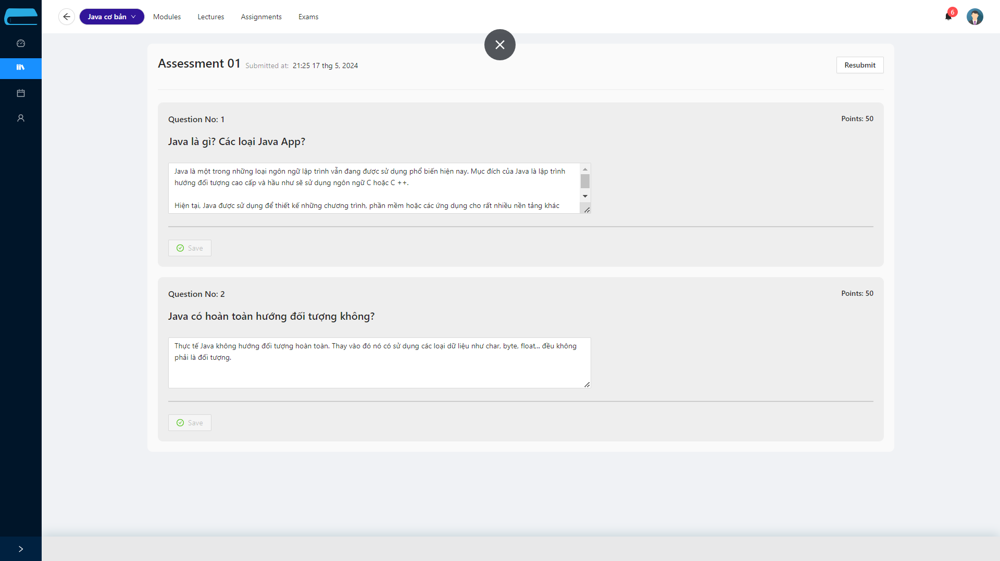 Java cơ bản
Modules
Lectures
Assignments
Exams
6
Assessment 01 Submitted at: 21:25 17 thg 5, 2024
Resubmit
Question No: 1
Points: 50
Java là gì? Các loại Java App?
Java là một trong những loại ngôn ngữ lập trình vẫn đang được sử dụng phổ biến hiện nay. Mục đích của Java là lập trình
hướng đối tượng cao cấp và hầu như sẽ sử dụng ngôn ngữ C hoặc C ++.
Hiện tại, Java được sử dụng để thiết kế những chương trình, phần mềm hoặc các ứng dụng cho rất nhiều nền tảng khác
Save
Question No: 2
Points: 50
Java có hoàn toàn hướng đối tượng không?
Thực tế Java không hướng đối tượng hoàn toàn. Thay vào đó nó có sử dụng các loại dữ liệu như char, byte, float,.. đều không
phải là đối tượng.
Save